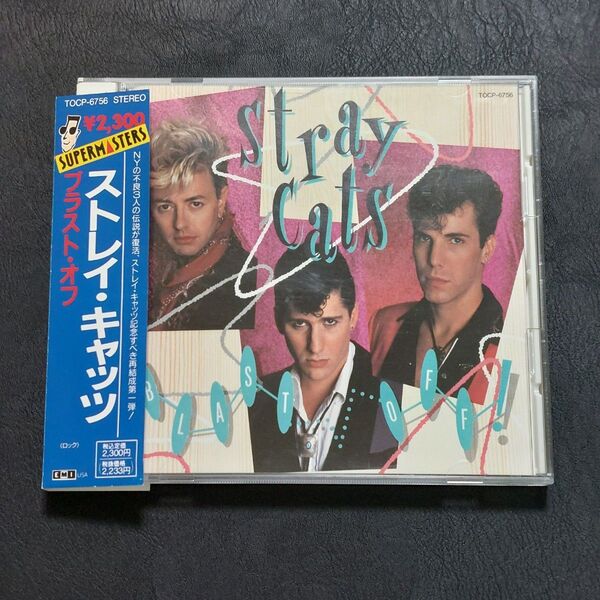 TOCP-6756 STEREO
¥2,300
SUPERMASTERS
ストレイ・キャッツ
ブラスト・オフ
NYの不良3人の伝説が復活、ストレイ・キャッツ記念すべき再結成第一弾!
(ロック)
税込定価
2,300円
税抜価格
2,233円
EMI USA
TOCP-6756
stray
cats
BLAST OFF!